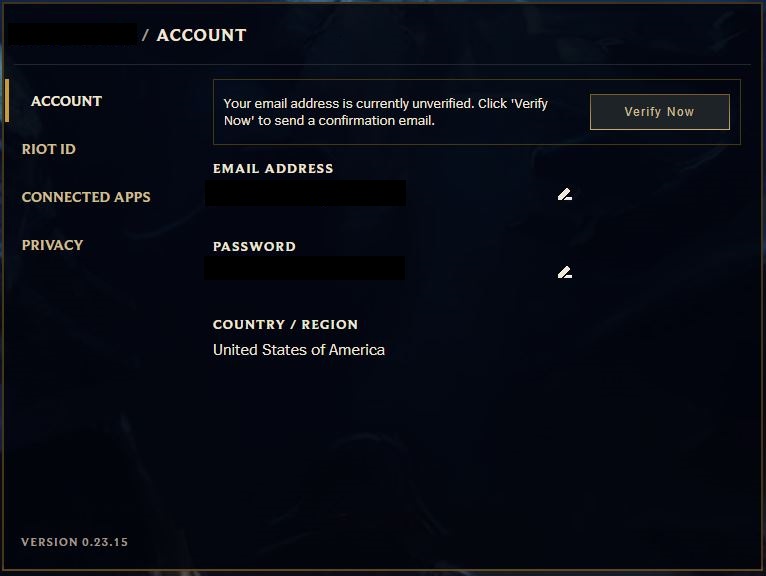 / ACCOUNT
ACCOUNT
RIOT ID
CONNECTED APPS
PRIVACY
Your email address is currently unverified. Click 'Verify
Now' to send a confirmation email.
Verify Now
EMAIL ADDRESS
PASSWORD
COUNTRY / REGION
United States of America
VERSION 0.23.15